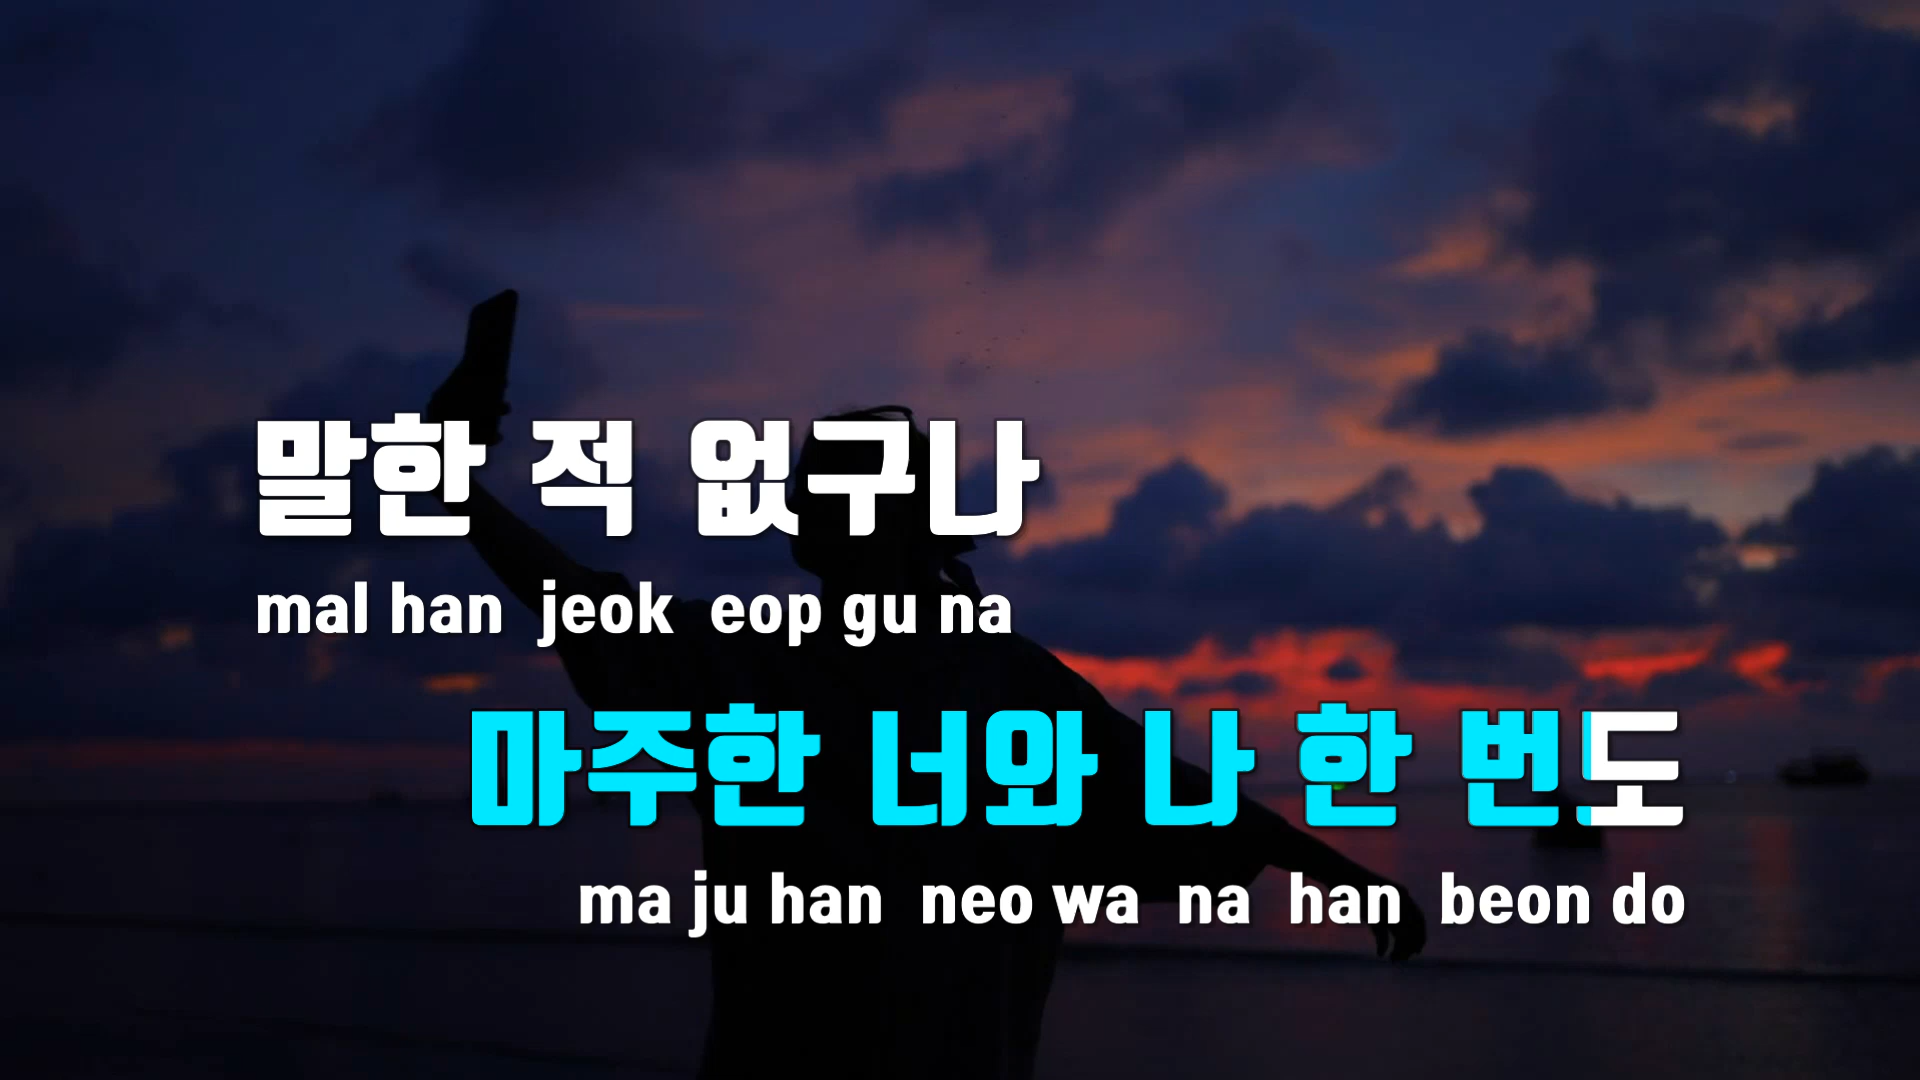 말한 적 없구나
mal han jeok eop gu na
마주한 너와 나 한 번도
ma ju han neo wa na han beon do